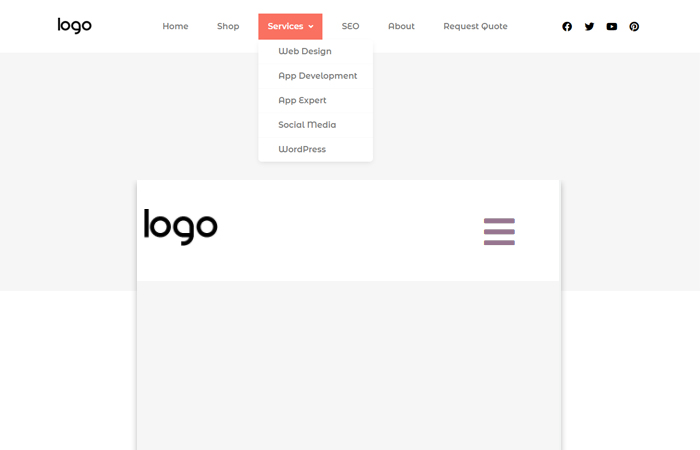 logo Home Shop Services SEO About Request Quote
Web Design
App Development
App Expert
Social Media
WordPress
logo